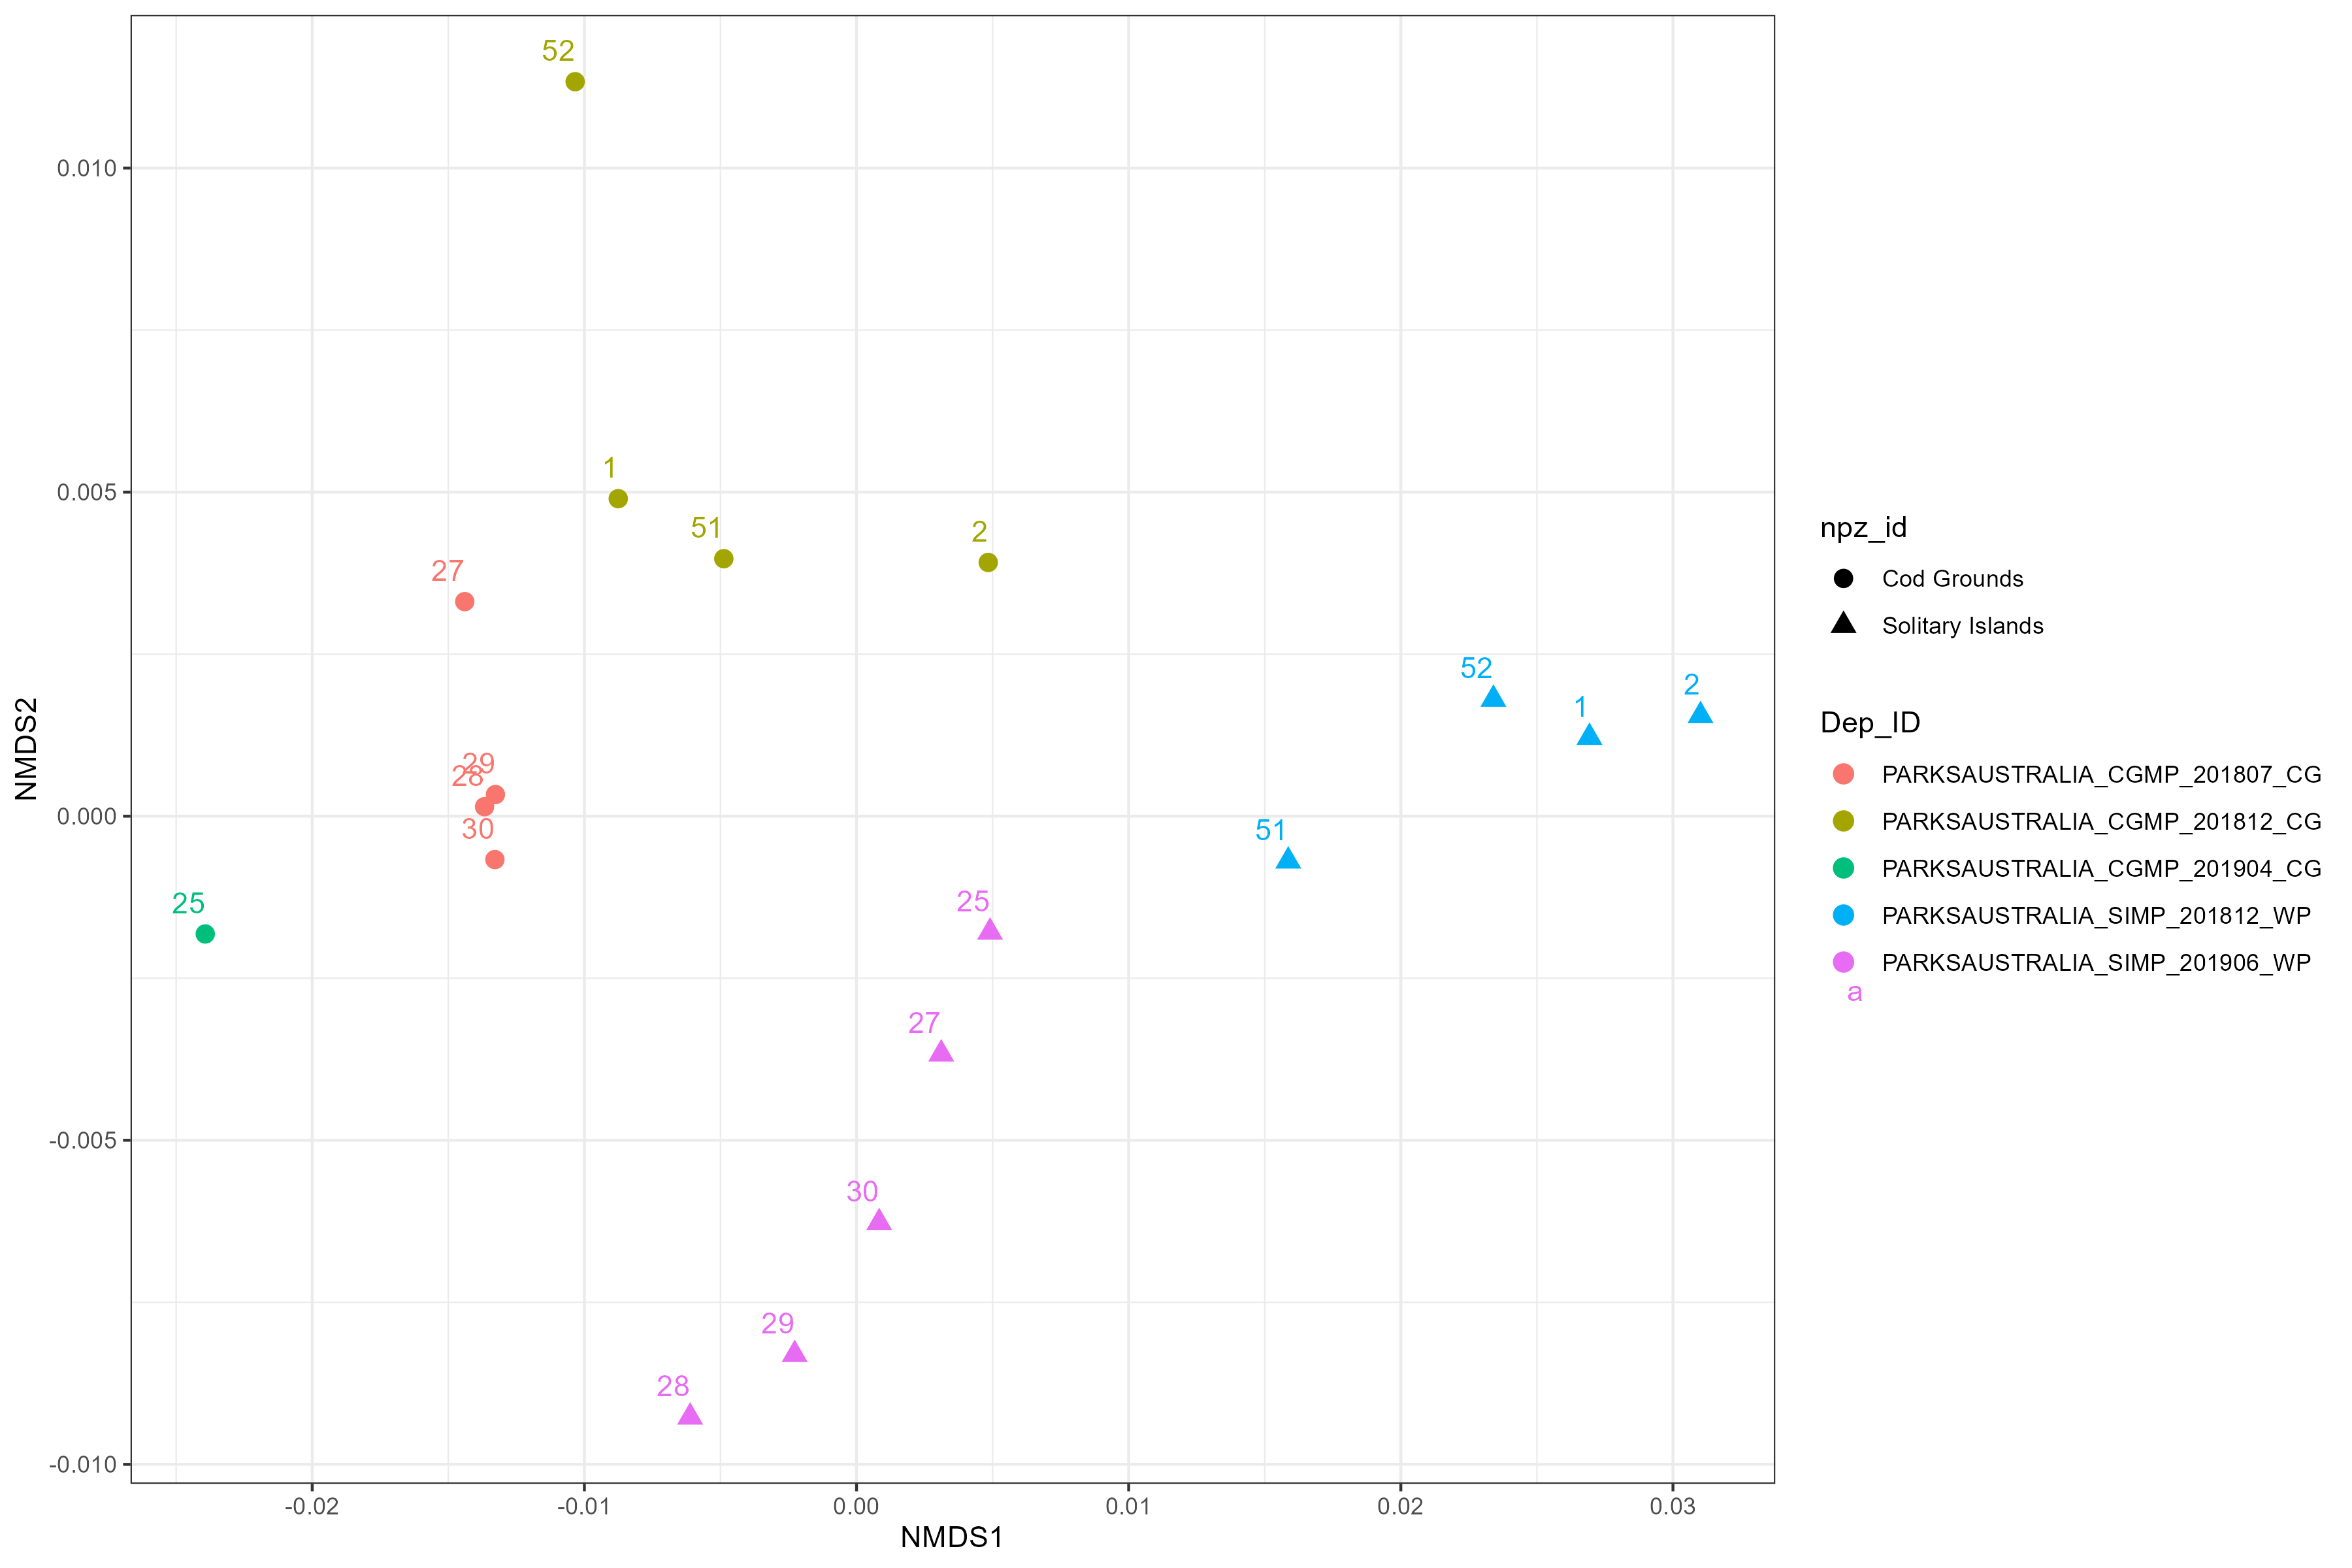 52
0.010
1
0.005
51
2
27
npz_id
Cod Grounds
Solitary Islands
52
2
1
Dep_ID
29
28
PARKSAUSTRALIA_CGMP_201807_CG
0.000
30
51
PARKSAUSTRALIA_CGMP_201812_CG
PARKSAUSTRALIA_CGMP_201904_CG
25
25
PARKSAUSTRALIA_SIMP_201812_WP
PARKSAUSTRALIA_SIMP_201906_WP
a
27
-0.005
30
29
28
-0.010
-0.02
-0.01
0.00
0.01
0.02
0.03
NMDS1
NMDS2